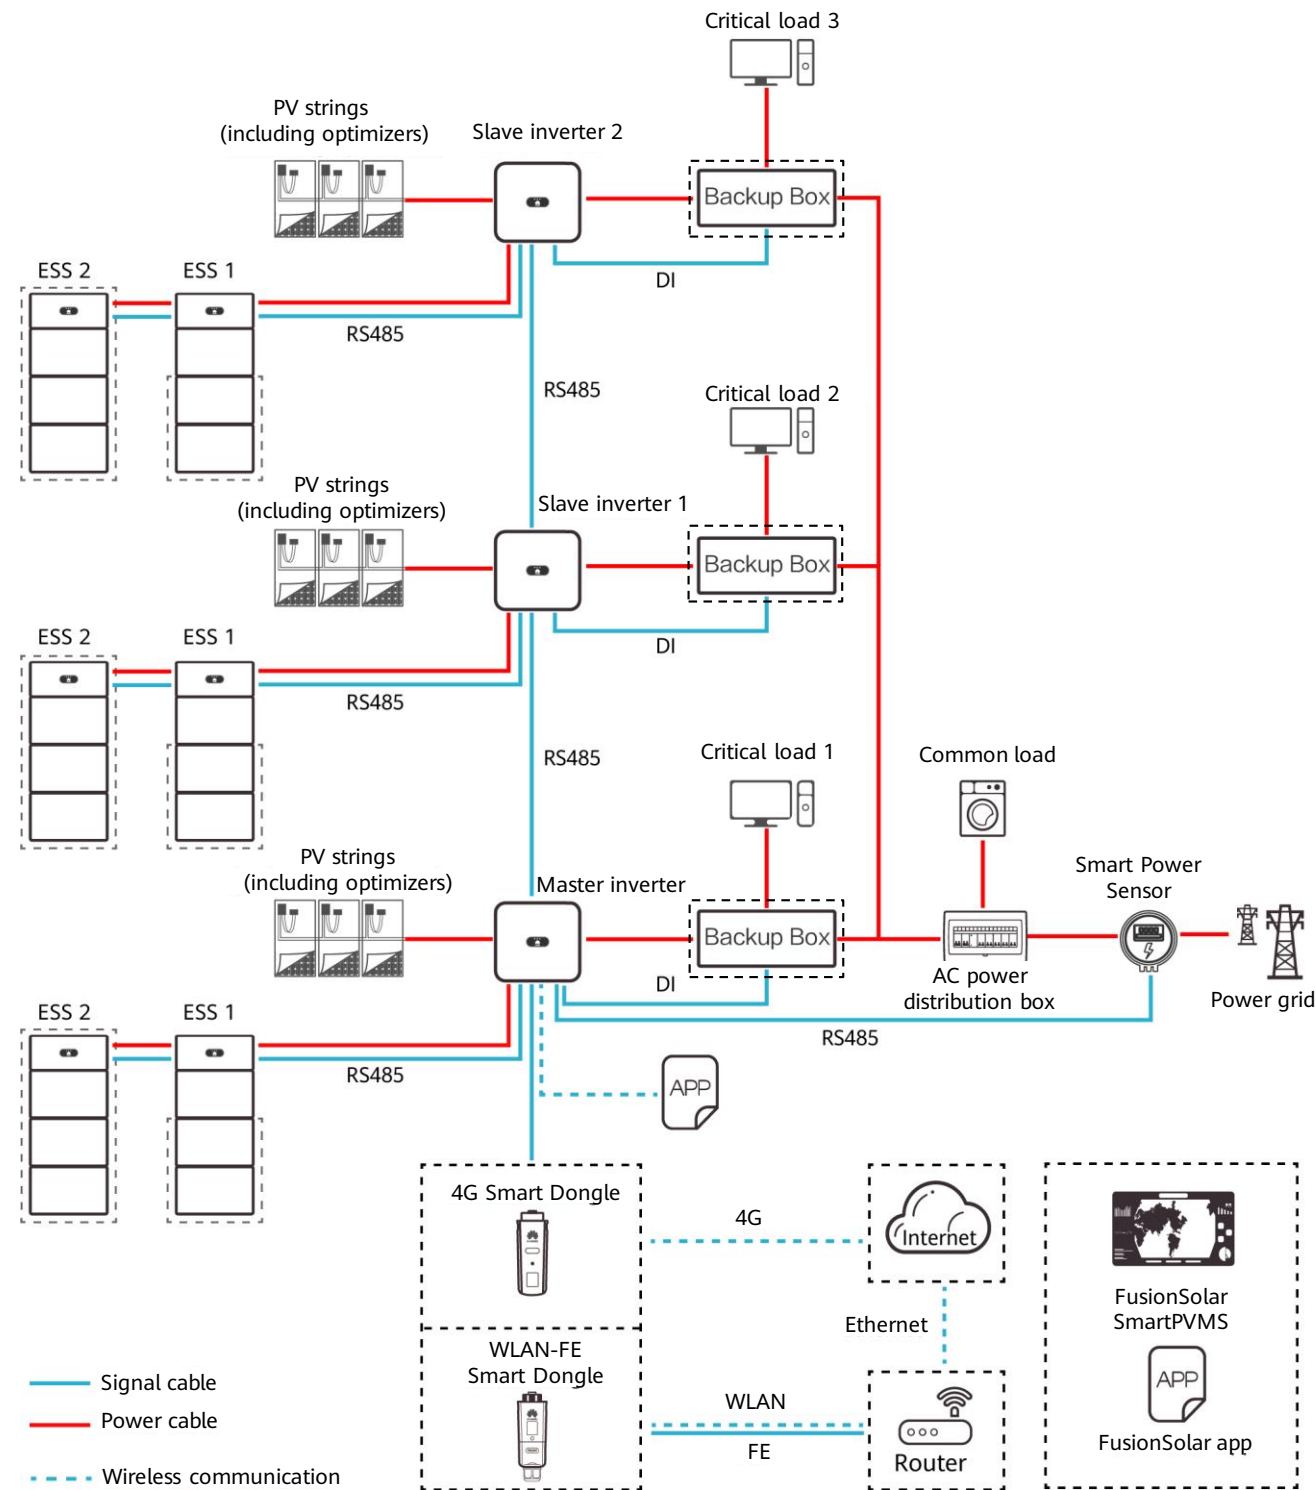 Critical load 3
PV strings
(including optimizers)
Slave inverter 2
Backup Box
DI
ESS 2
ESS 1
RS485
RS485
Critical load 2
PV strings
(including optimizers)
Slave inverter 1
Backup Box
DI
ESS 2
ESS 1
RS485
RS485
Critical load 1
Common load
PV strings
(including optimizers)
Master inverter
Smart Power
Sensor
Backup Box
DI
AC power
distribution box
Power grid
ESS 2
ESS 1
RS485
RS485
APP
4G Smart Dongle
4G
Internet
FusionSolar
SmartPVMS
Ethernet
WLAN-FE
Smart Dongle
WLAN
FE
Router
APP
FusionSolar app
Signal cable
Power cable
Wireless communication